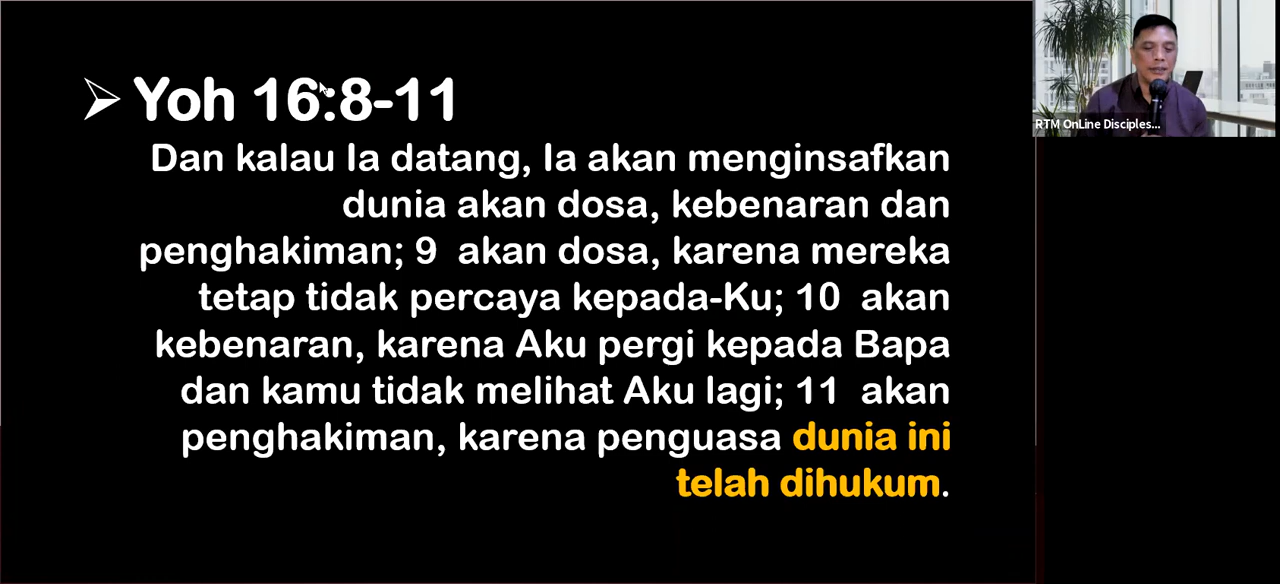 Yoh 16:8-11
Dan kalau Ia datang, Ia akan menginsafkan
dunia akan dosa, kebenaran dan
penghakiman; 9 akan dosa, karena mereka
tetap tidak percaya kepada-Ku; 10 akan
kebenaran, karena Aku pergi kepada Bapa
dan kamu tidak melihat Aku lagi; 11 akan
penghakiman, karena penguasa dunia ini
telah dihukum.
RTM OnLine Disciples...